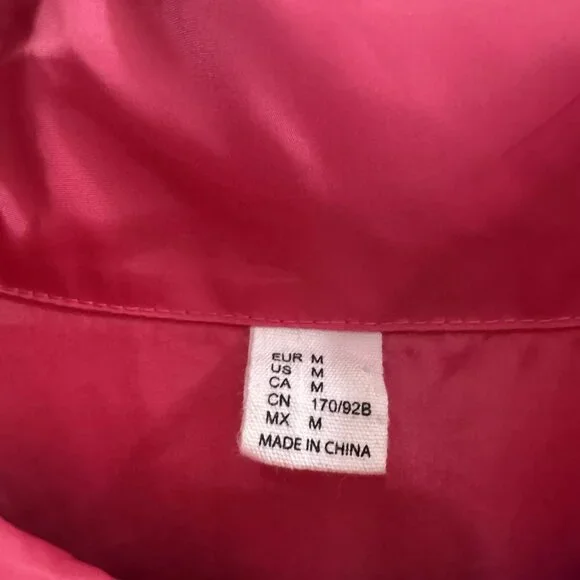 EUR M
US M
CA M
CN 170/92B
MX M
MADE IN CHINA